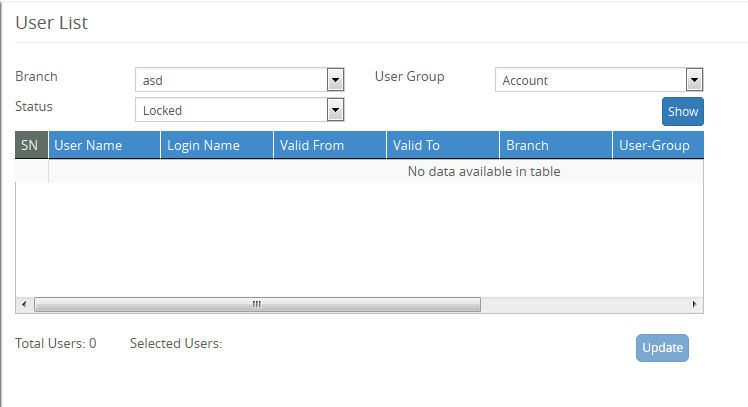 User List
Branch asd User Group Account
Status Locked Show
SN User Name Login Name Valid From Valid To Branch User-Group
No data available in table
Total Users: 0 Selected Users: Update